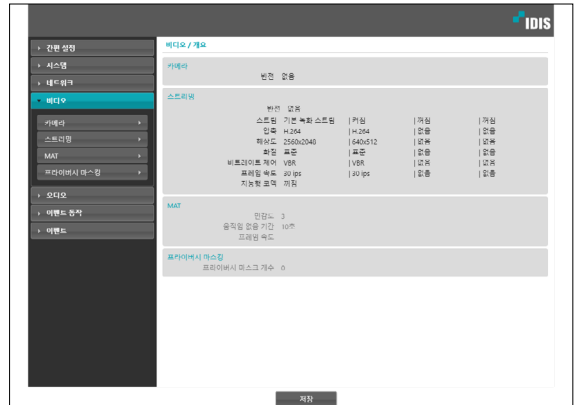 IDIS
간편 설정
시스템
네트워크
비디오
카메라
스트리밍
MAT
프라이버시 마스킹
오디오
이벤트 동작
이벤트
비디오 / 개요
카메라
반전 없음
스트리밍
반전 없음
스트림 기본 녹화 스트림 | 커짐 | 꺼짐 | 꺼짐
압축 H.264 | H.264 | 없음 | 없음
해상도 2560x2048 | 640x512 | 없음 | 없음
화질 표준 | 표준 | 없음 | 없음
비트레이트 제어 VBR | VBR | 없음 | 없음
프레임 속도 30 ips | 30 ips | 없음 | 없음
지능형 코덱 꺼짐
MAT
민감도 3
움직임 없음 기간 10초
프레임 속도
프라이버시 마스킹
프라이버시 마스크 개수 0
저장